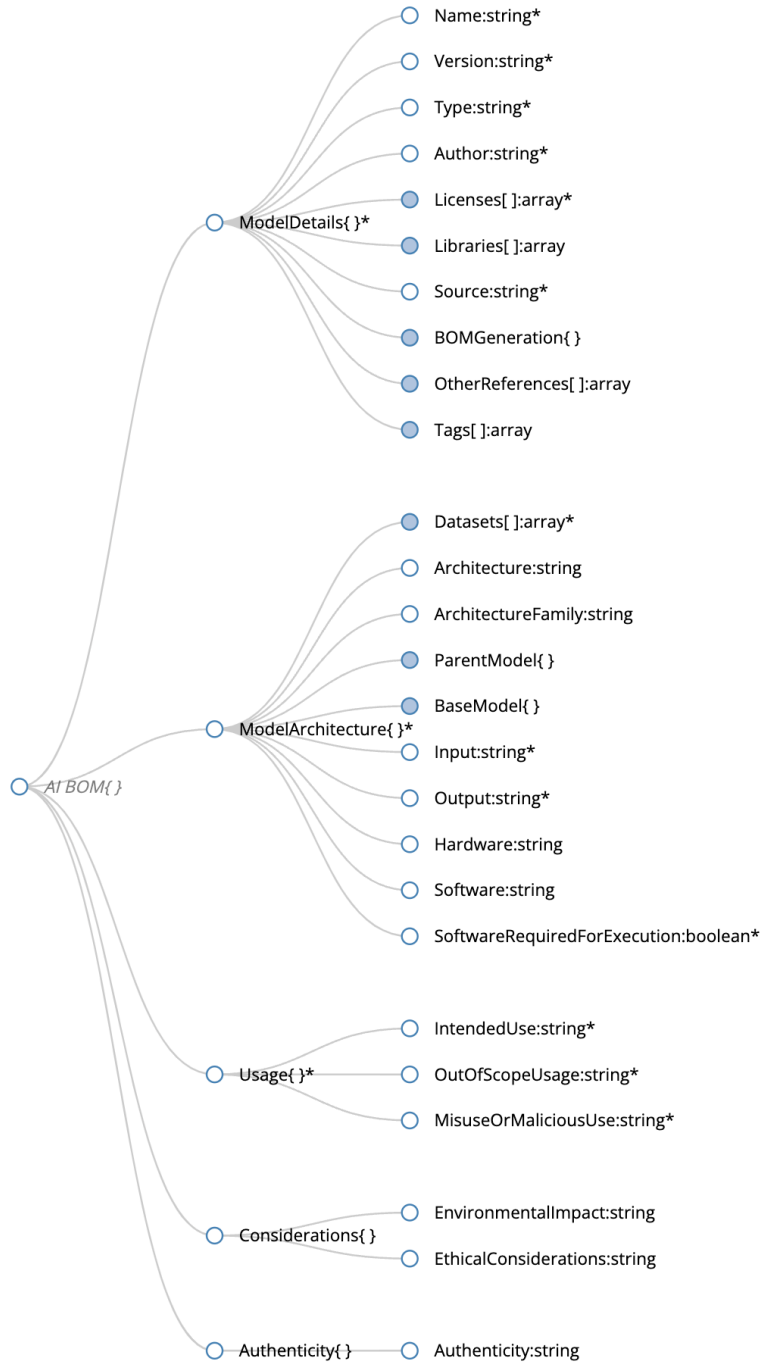 Name:string*
Version:string*
Type:string*
Author:string*
Licenses[ ]:array*
ModelDetails{ }*
Libraries[ ]:array
Source:string*
BOMGeneration{ }
OtherReferences[ ]:array
Tags[ ]:array
Datasets[ ]:array*
Architecture:string
ArchitectureFamily:string
ParentModel{ }
BaseModel{ }
ModelArchitecture{ }*
Input:string*
AI BOM{ }
Output:string*
Hardware:string
Software:string
SoftwareRequiredForExecution:boolean*
IntendedUse:string*
Usage{ }*
OutOfScopeUsage:string*
MisuseOrMaliciousUse:string*
EnvironmentalImpact:string
Considerations{ }
EthicalConsiderations:string
Authenticity{ }
Authenticity:string